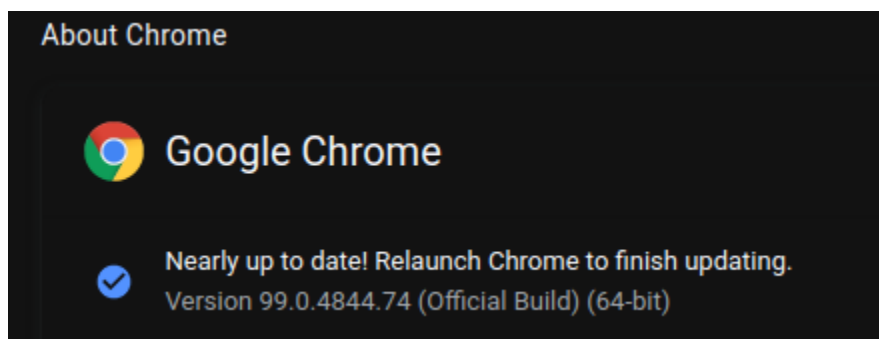 About Chrome
Google Chrome
Nearly up to date! Relaunch Chrome to finish updating.
Version 99.0.4844.74 (Official Build) (64-bit)